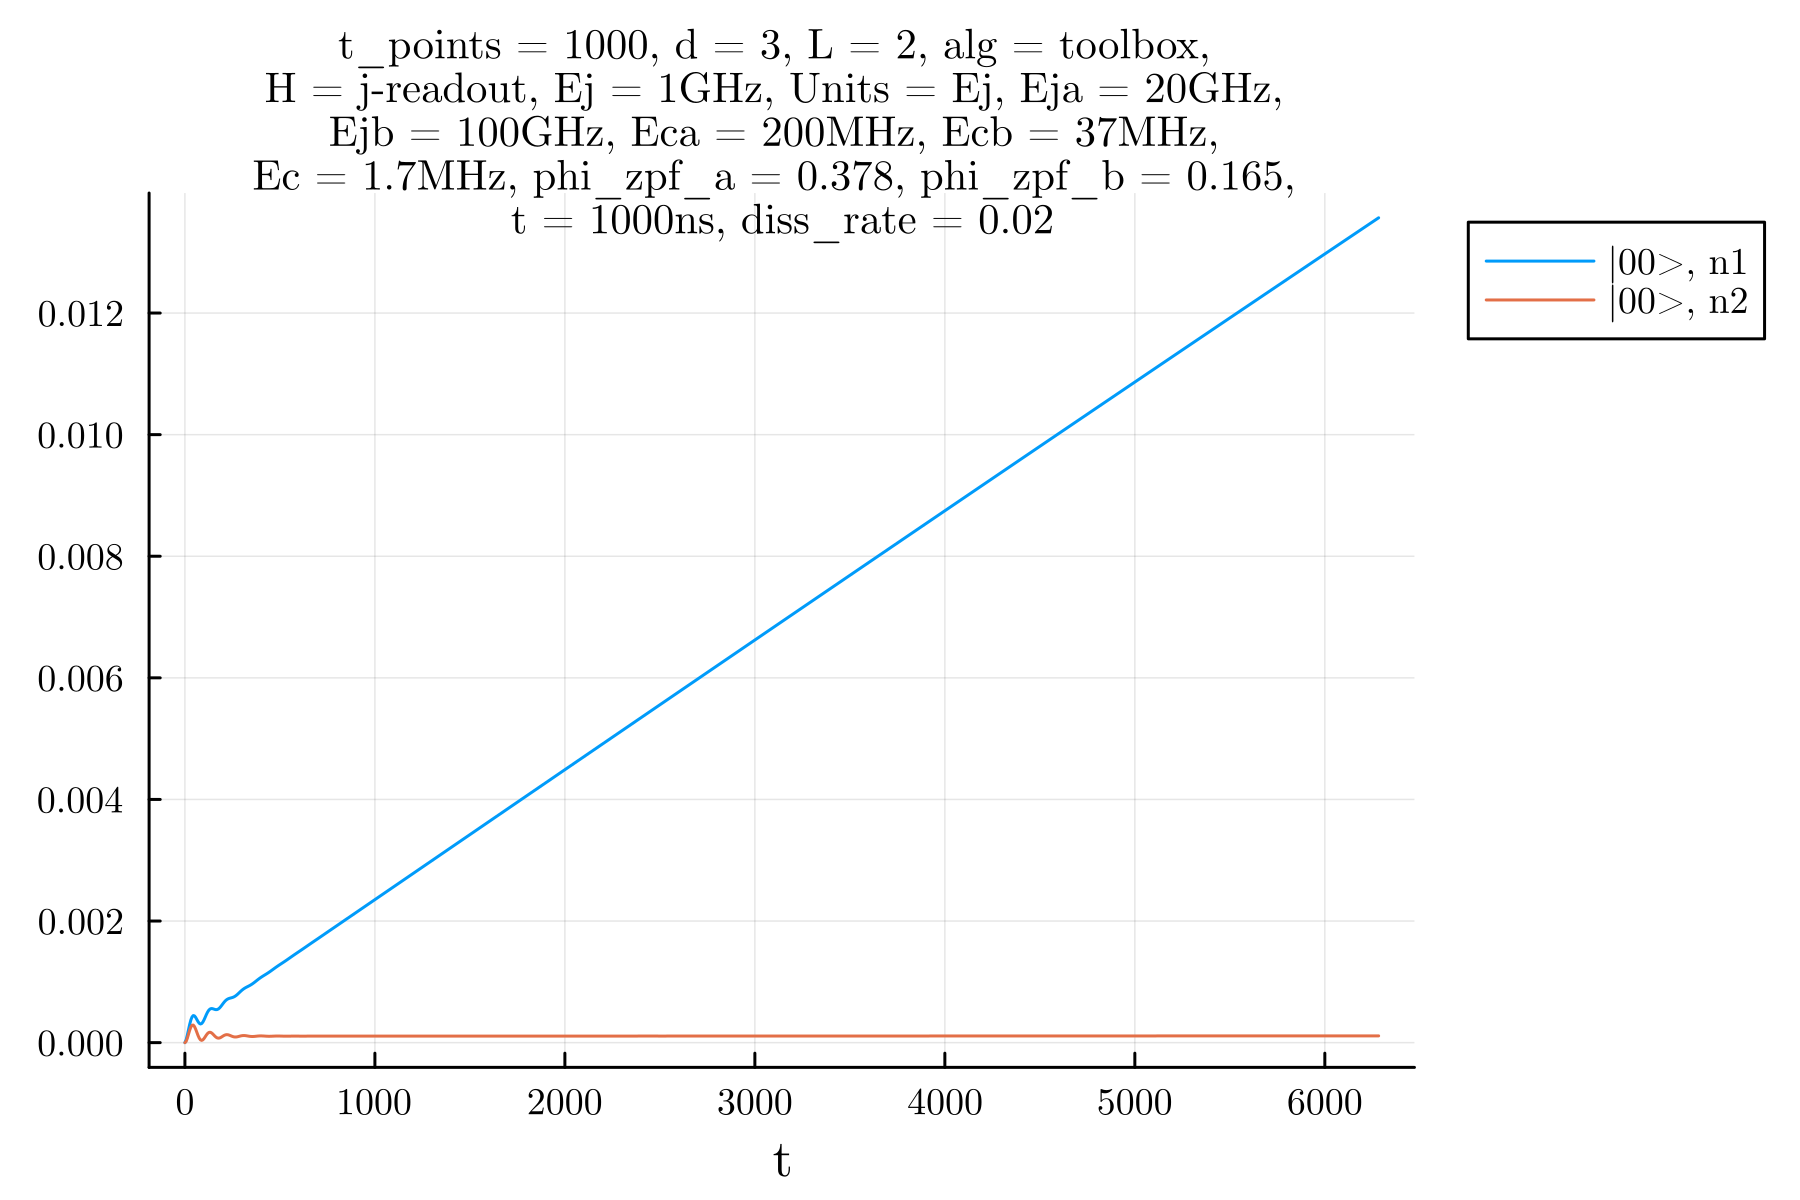 t_points = 1000, d = 3, L = 2, alg = toolbox,
H = j-readout, Ej = 1GHz, Units = Ej, Eja = 20GHz,
Ejb = 100GHz, Eca = 200MHz, Ecb = 37MHz,
Ec = 1.7MHz, phi_zpf_a = 0.378, phi_zpf_b = 0.165,
t = 1000ns, diss_rate = 0.02
|00>, n1
|00>, n2
0.012
0.010
0.008
0.006
0.004
0.002
0.000
0 1000 2000 3000 4000 5000 6000
t